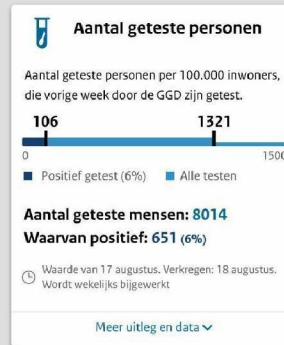 Aantal geteste personen
Aantal geteste personen per 100.000 inwoners,
die vorige week door de GGD zijn getest.
106 1321
0 1500
Positief getest (6%) Alle testen
Aantal geteste mensen: 8014
Waarvan positief: 651 (6%)
Waarde van 17 augustus. Verkregen: 18 augustus.
Wordt wekelijks bijgewerkt
Meer uitleg en data